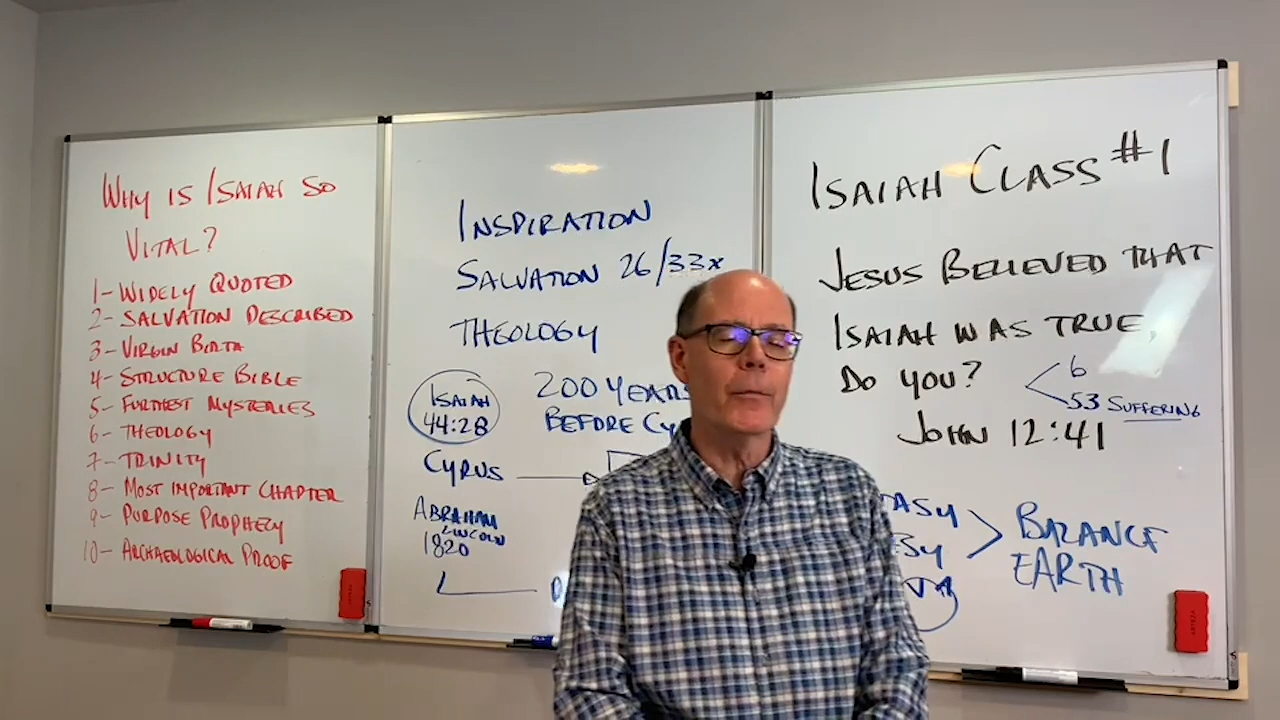 WHY IS ISAIAH SO
VITAL?
1- WIDELY QUOTED
2- SALVATION DESCRIBED
3- VIRGIN BIRTH
4- STRUCTURE BIBLE
5- FURTHEST MYSTERIES
6- THEOLOGY
7- TRINITY
8- MOST IMPORTANT CHAPTER
9- PURPOSE PROPHECY
10- ARCHAEOLOGICAL PROOF
INSPIRATION
SALVATION 26/33x
THEOLOGY
ISAIAH
44:28
200 YEARS
BEFORE CY
CYRUS
ABRAHAM
LINCOLN
1820
ISAIAH CLASS #1
JESUS BELIEVED THAT
ISAIAH WAS TRUE,
DO YOU?
6
53 SUFFERING
JOHN 12:41
BALANCE
EARTH